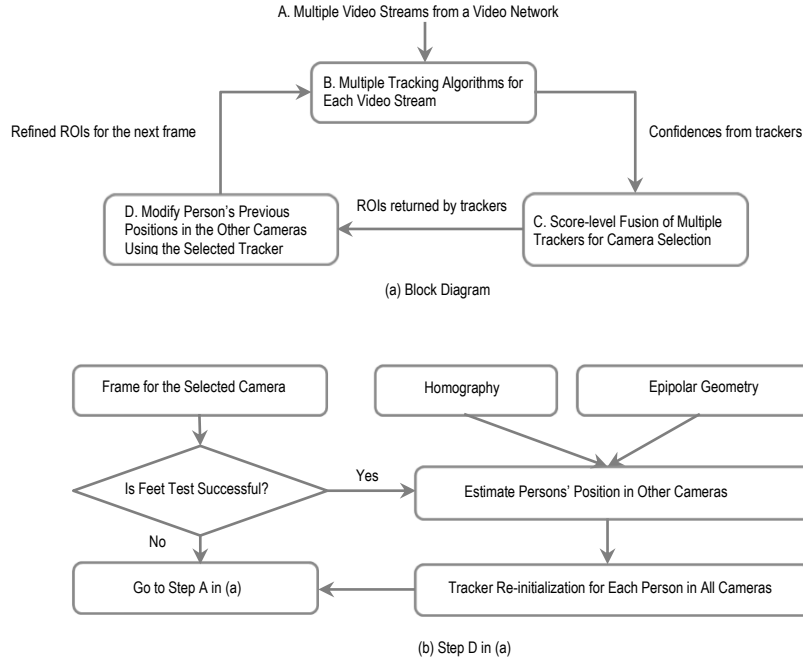 A. Multiple Video Streams from a Video Network
B. Multiple Tracking Algorithms for
Each Video Stream
Refined ROIs for the next frame
Confidences from trackers
ROIs returned by trackers
D. Modify Person's Previous
Positions in the Other Cameras
Using the Selected Tracker
C. Score-level Fusion of Multiple
Trackers for Camera Selection
(a) Block Diagram
Frame for the Selected Camera
Homography
Epipolar Geometry
Is Feet Test Successful?
Yes
Estimate Persons' Position in Other Cameras
No
Go to Step A in (a)
Tracker Re-initialization for Each Person in All Cameras
(b) Step D in (a)